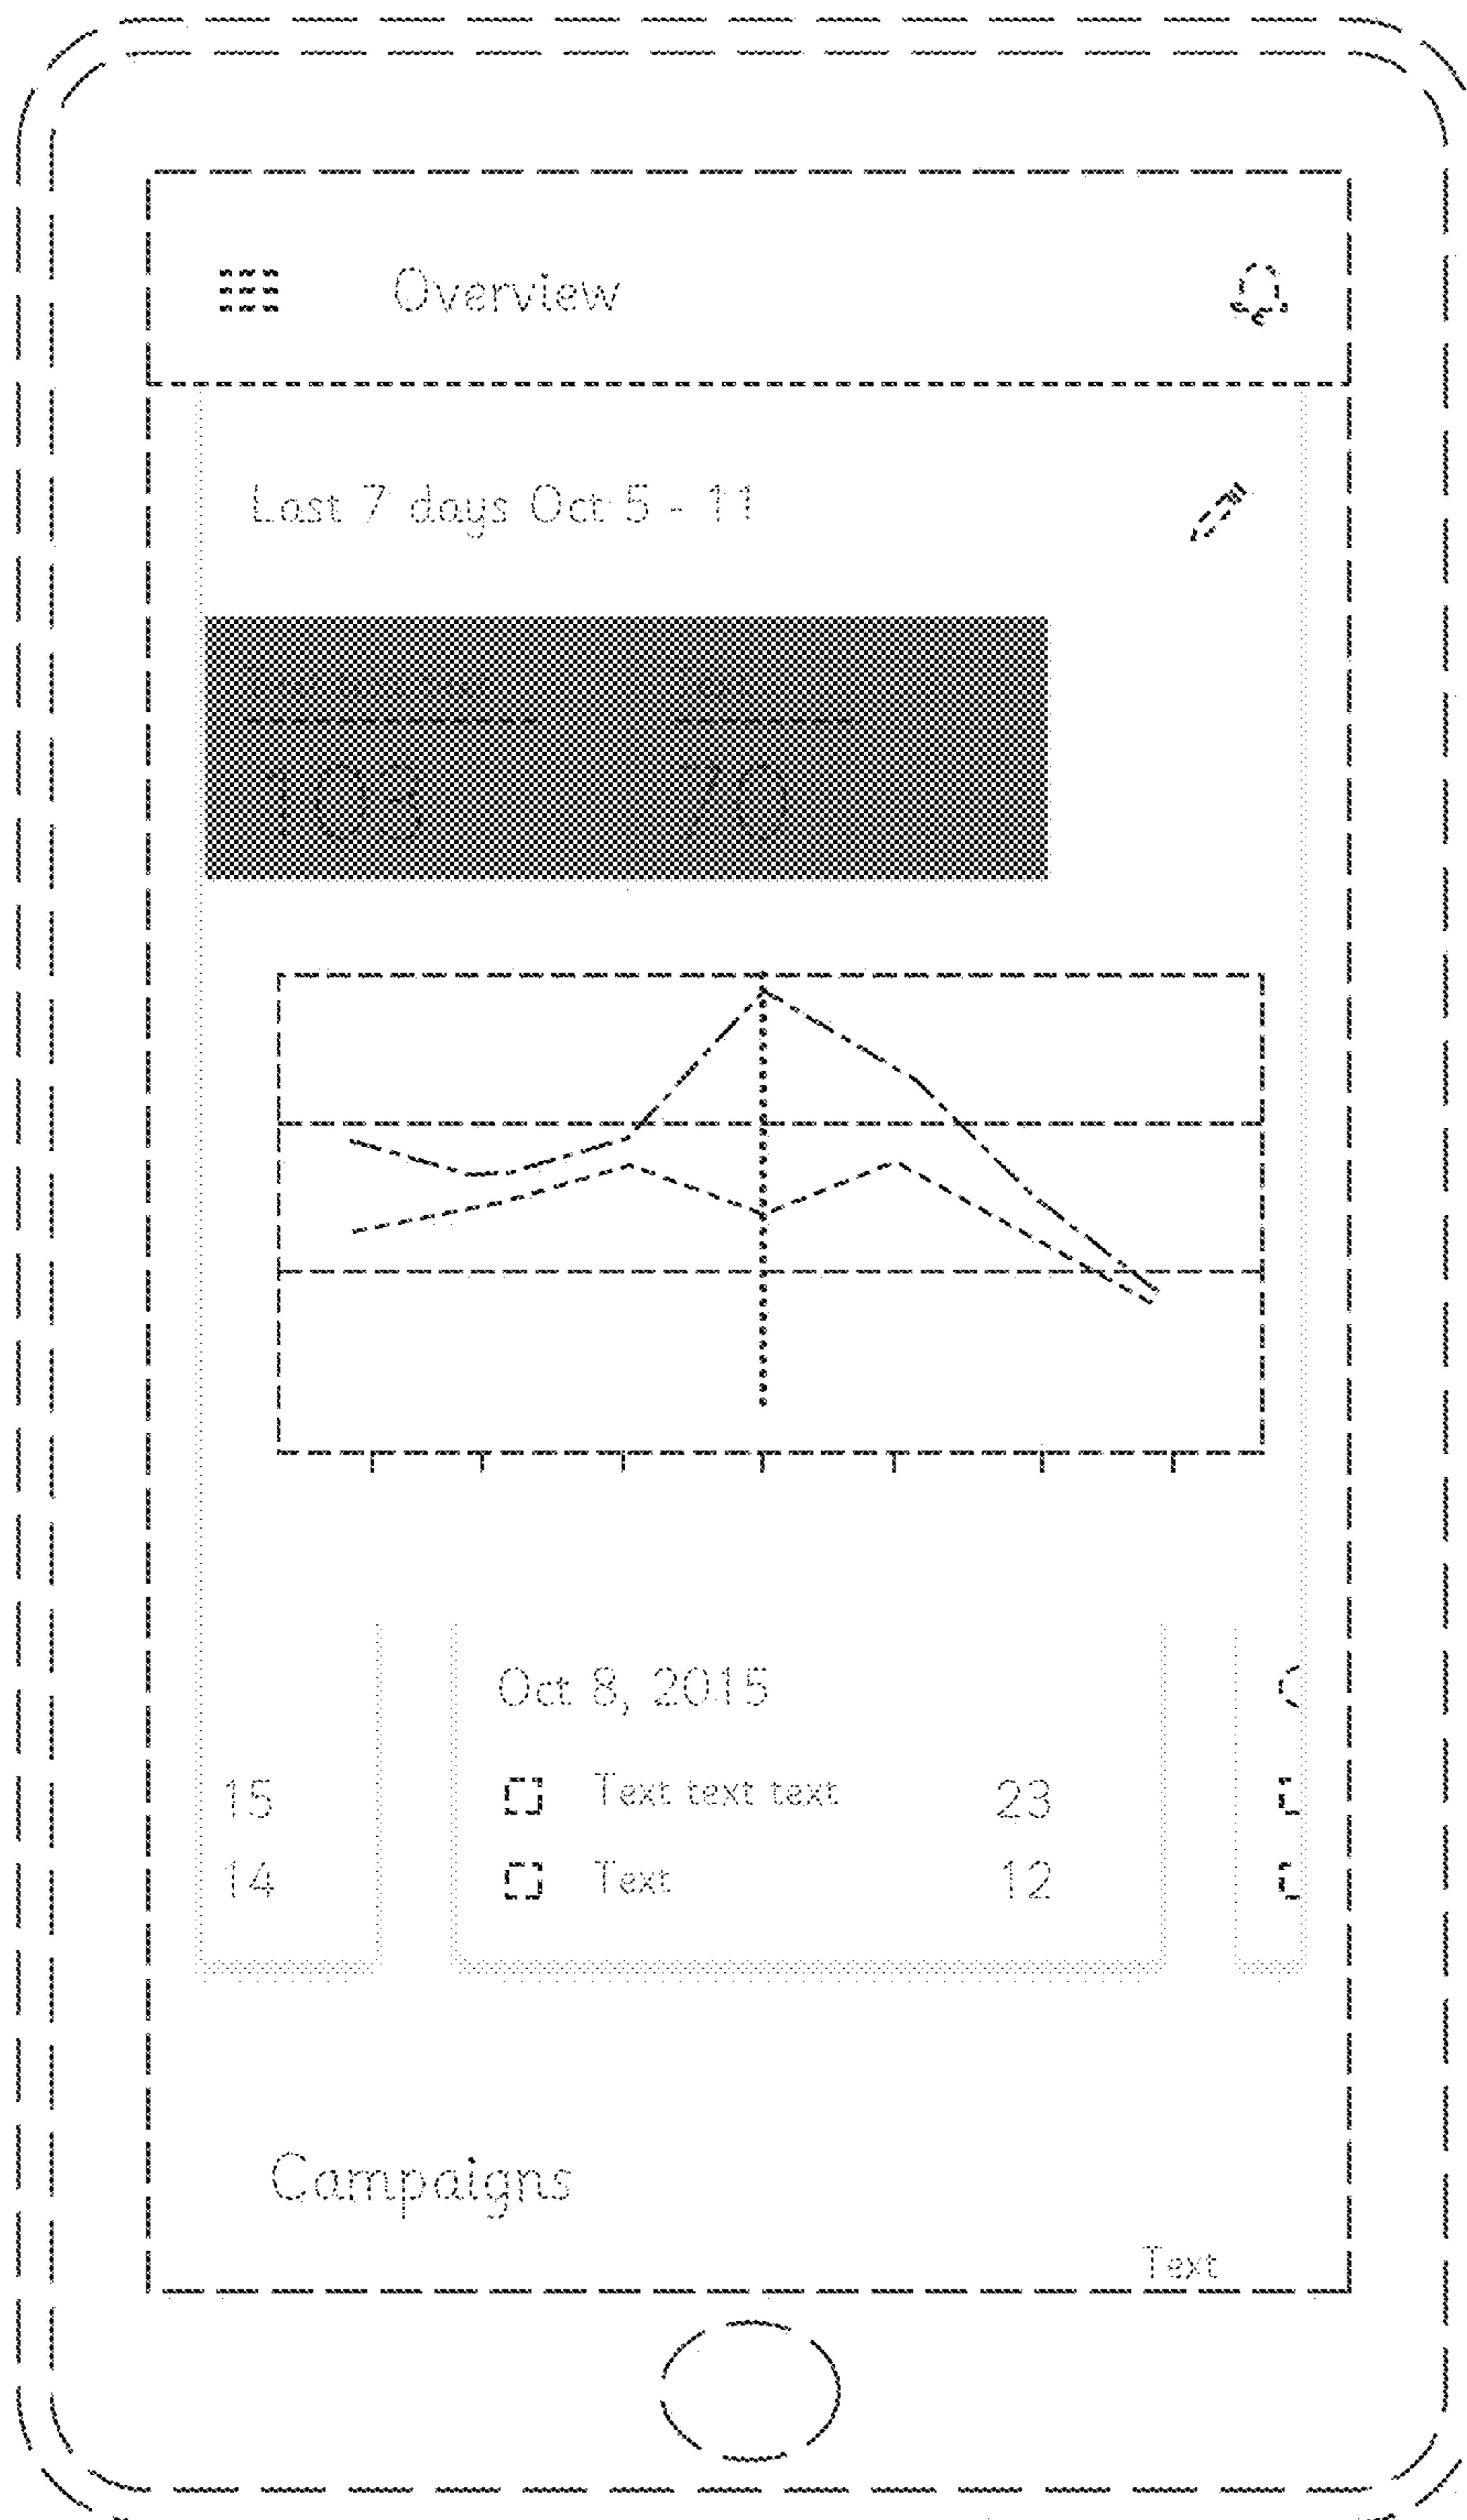 Overview
Last 7 days Oct 5 - 11
103 70
Oct 8, 2015
15 Text text text 23
14 Text 12
Campaigns
Text